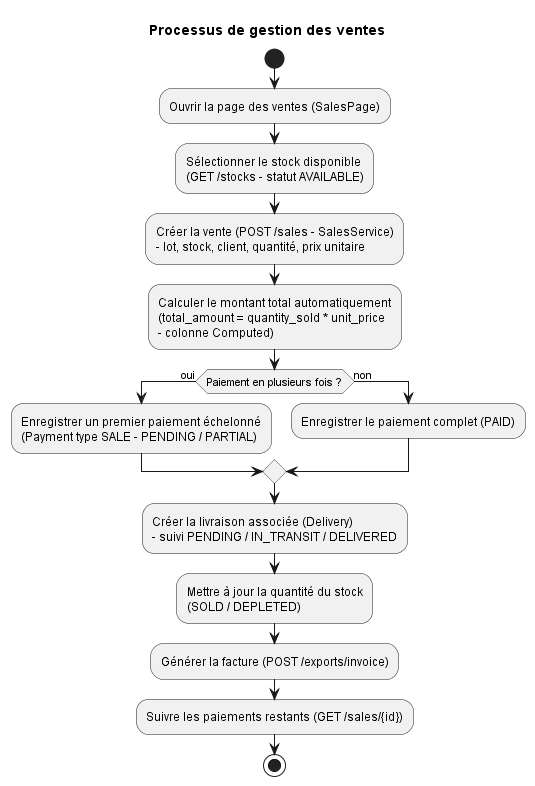 Processus de gestion des ventes
Ouvrir la page des ventes (SalesPage)
Sélectionner le stock disponible
(GET /stocks - statut AVAILABLE)
Créer la vente (POST /sales - SalesService)
- lot, stock, client, quantité, prix unitaire
Calculer le montant total automatiquement
(total_amount = quantity_sold * unit_price
- colonne Computed)
Paiement en plusieurs fois ?
oui
non
Enregistrer un premier paiement échelonné
(Payment type SALE - PENDING / PARTIAL)
Enregistrer le paiement complet (PAID)
Créer la livraison associée (Delivery)
- suivi PENDING / IN_TRANSIT / DELIVERED
Mettre à jour la quantité du stock
(SOLD / DEPLETED)
Générer la facture (POST /exports/invoice)
Suivre les paiements restants (GET /sales/{id})